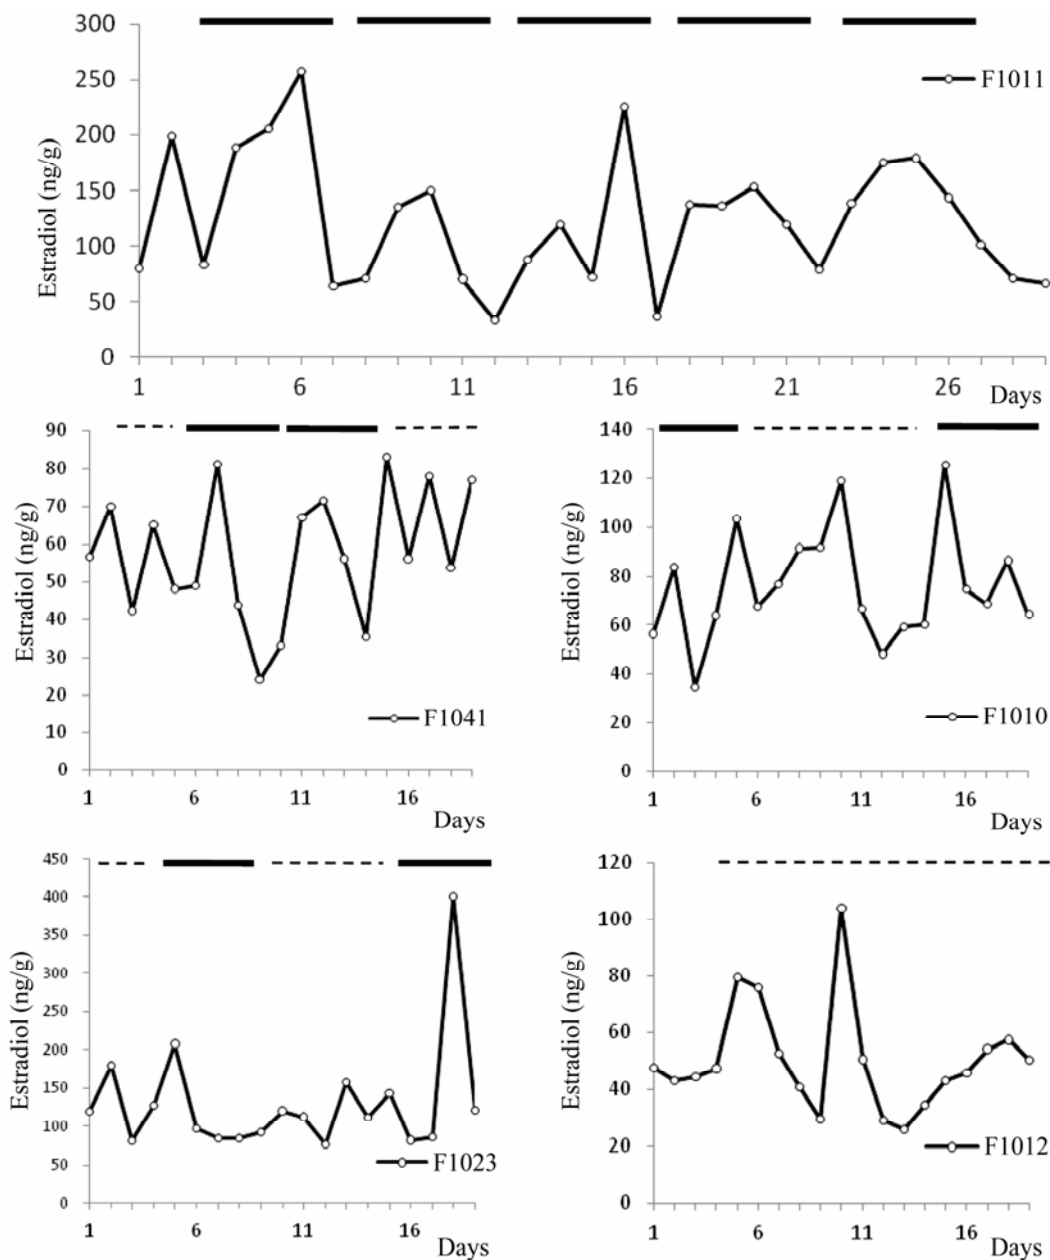 300
250
200
150
100
50
0
Estradiol (ng/g)
F1011
1 6 11 16 21 26 Days
90
80
70
60
50
40
30
20
10
0
Estradiol (ng/g)
F1041
1 6 11 16
Days
140
120
100
80
60
40
20
0
Estradiol (ng/g)
F1010
1 6 11 16
Days
450
400
350
300
250
200
150
100
50
0
Estradiol (ng/g)
F1023
1 6 11 16
Days
120
100
80
60
40
20
0
Estradiol (ng/g)
F1012
1 6 11 16
Days